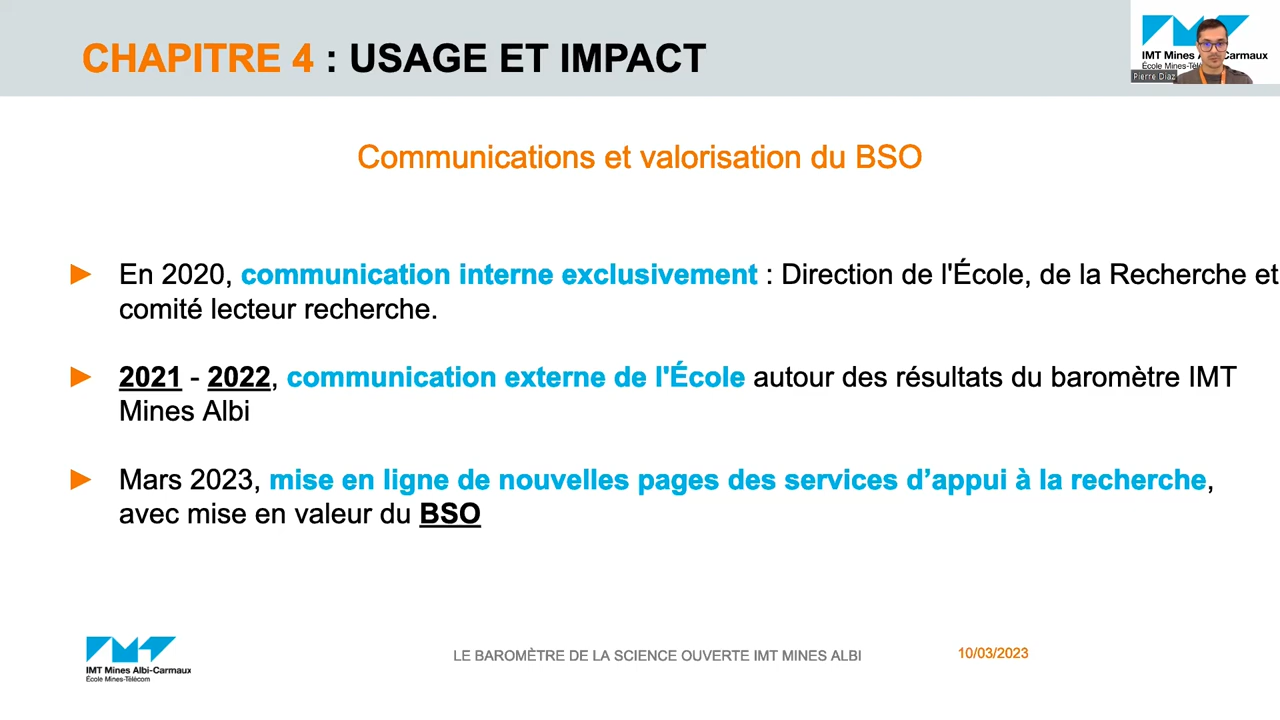 CHAPITRE 4 : USAGE ET IMPACT
IMT Mines Al Carmaux
École Mines-Té
Pierre Diaz
Communications et valorisation du BSO
► En 2020, communication interne exclusivement : Direction de l'École, de la Recherche et
comité lecteur recherche.
► 2021 - 2022, communication externe de l'École autour des résultats du baromètre IMT
Mines Albi
► Mars 2023, mise en ligne de nouvelles pages des services d’appui à la recherche,
avec mise en valeur du BSO
IMT Mines Albi-Carmaux
École Mines-Télécom
LE BAROMÈTRE DE LA SCIENCE OUVERTE IMT MINES ALBI
10/03/2023